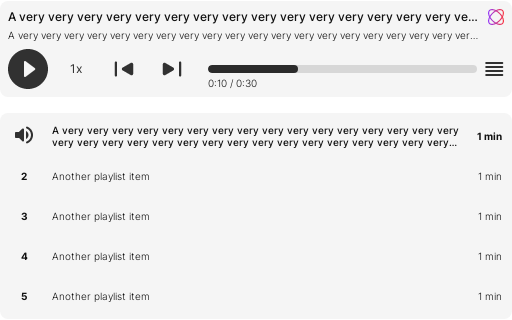 A very very very very very very very very very very very very very very very very ve...
A very very very very very very very very very very very very very very very very very very very ver...
1x
0:10 / 0:30
A very very very very very very very very very very very very very very very very
very very very very very very very very very very very very very very very very very...
1 min
2 Another playlist item 1 min
3 Another playlist item 1 min
4 Another playlist item 1 min
5 Another playlist item 1 min